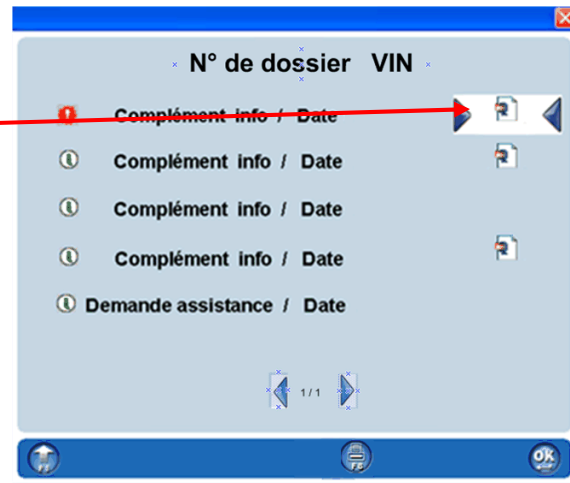 N° de dossier VIN
Complément info / Date
Complément info / Date
Complément info / Date
Complément info / Date
Demande assistance / Date
1 / 1
OK